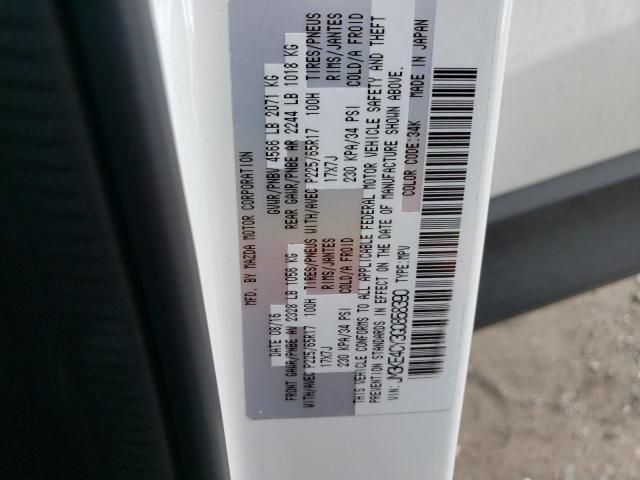 MFD. BY MAZDA MOTOR CORPORATION
DATE 08/16 GVWR/PNBV 4566 LB 2071 KG
FRONT GAWR/PNBE AV 2328 LB 1056 KG REAR GAWR/PNBE AR 2244 LB 1018 KG
WITH/AVEC P225/65R17 100H TIRES/PNEUS WITH/AVEC P225/65R17 100H TIRES/PNEUS
17X7J RIMS/JANTES 17X7J RIMS/JANTES
230 KPA/34 PSI COLD/A FROID 230 KPA/34 PSI COLD/A FROID
THIS VEHICLE CONFORMS TO ALL APPLICABLE FEDERAL MOTOR VEHICLE SAFETY AND THEFT
PREVENTION STANDARDS IN EFFECT ON THE DATE OF MANUFACTURE SHOWN ABOVE.
VIN: JM3KE4CY3G0858390 TYPE:MPV COLOR CODE:34K MADE IN JAPAN